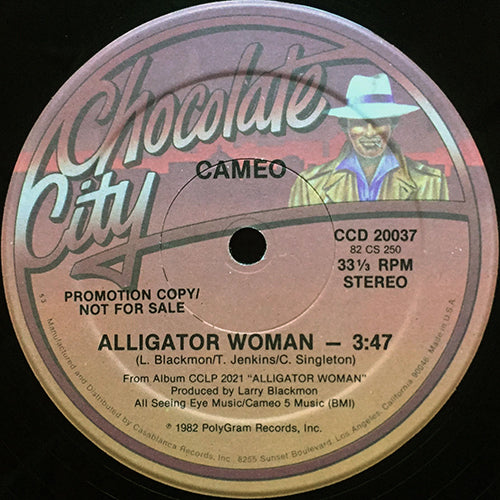 Chocolate
City
CAMEO
CCD 20037
82 CS 250
33⅓ RPM
STEREO
PROMOTION COPY/
NOT FOR SALE
ALLIGATOR WOMAN — 3:47
(L. Blackmon/T. Jenkins/C. Singleton)
From Album CCLP 2021 "ALLIGATOR WOMAN"
Produced by Larry Blackmon
All Seeing Eye Music/Cameo 5 Music (BMI)
℗ 1982 PolyGram Records, Inc.
Manufactured and Distributed by Casablanca Records, Inc. 8255 Sunset Boulevard, Los Angeles, California 90046. Made in U.S.A.